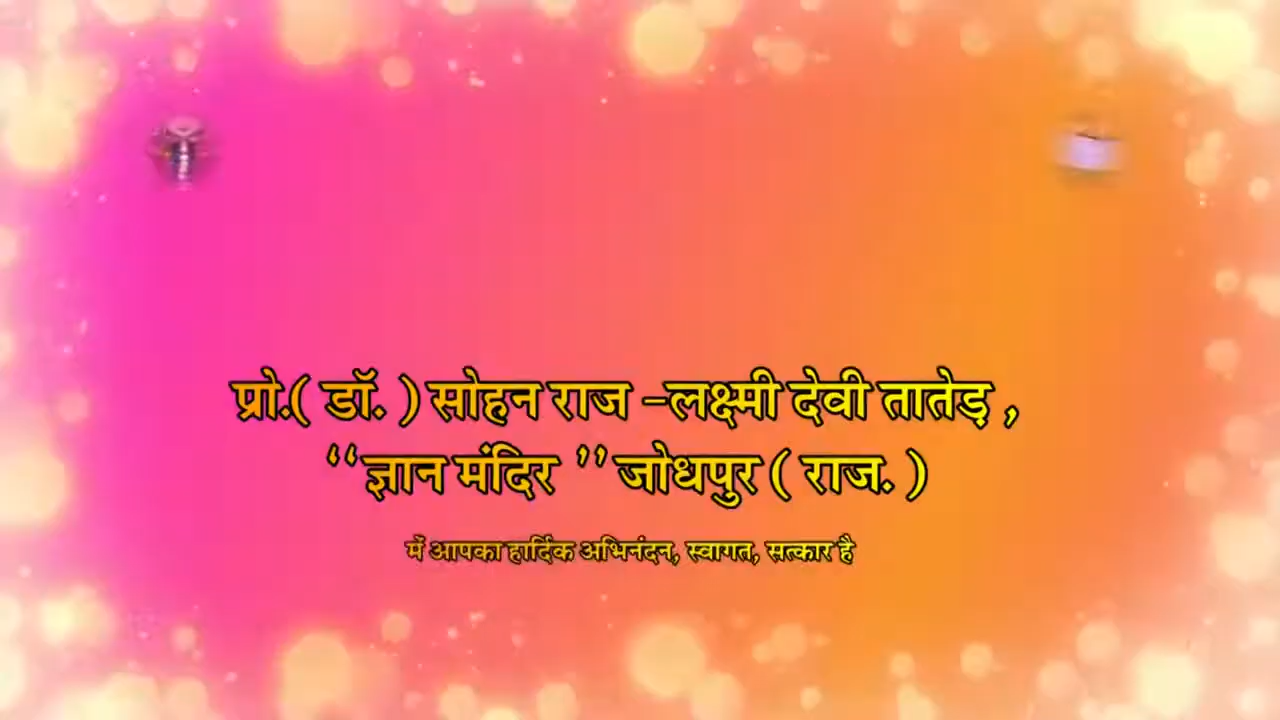 प्रो.( डॉ. ) सोहन राज –लक्ष्मी देवी तातेड़ ,
‘‘ ज्ञान मंदिर ’’ जोधपुर ( राज. )
में आपका हार्दिक अभिनंदन, स्वागत, सत्कार है